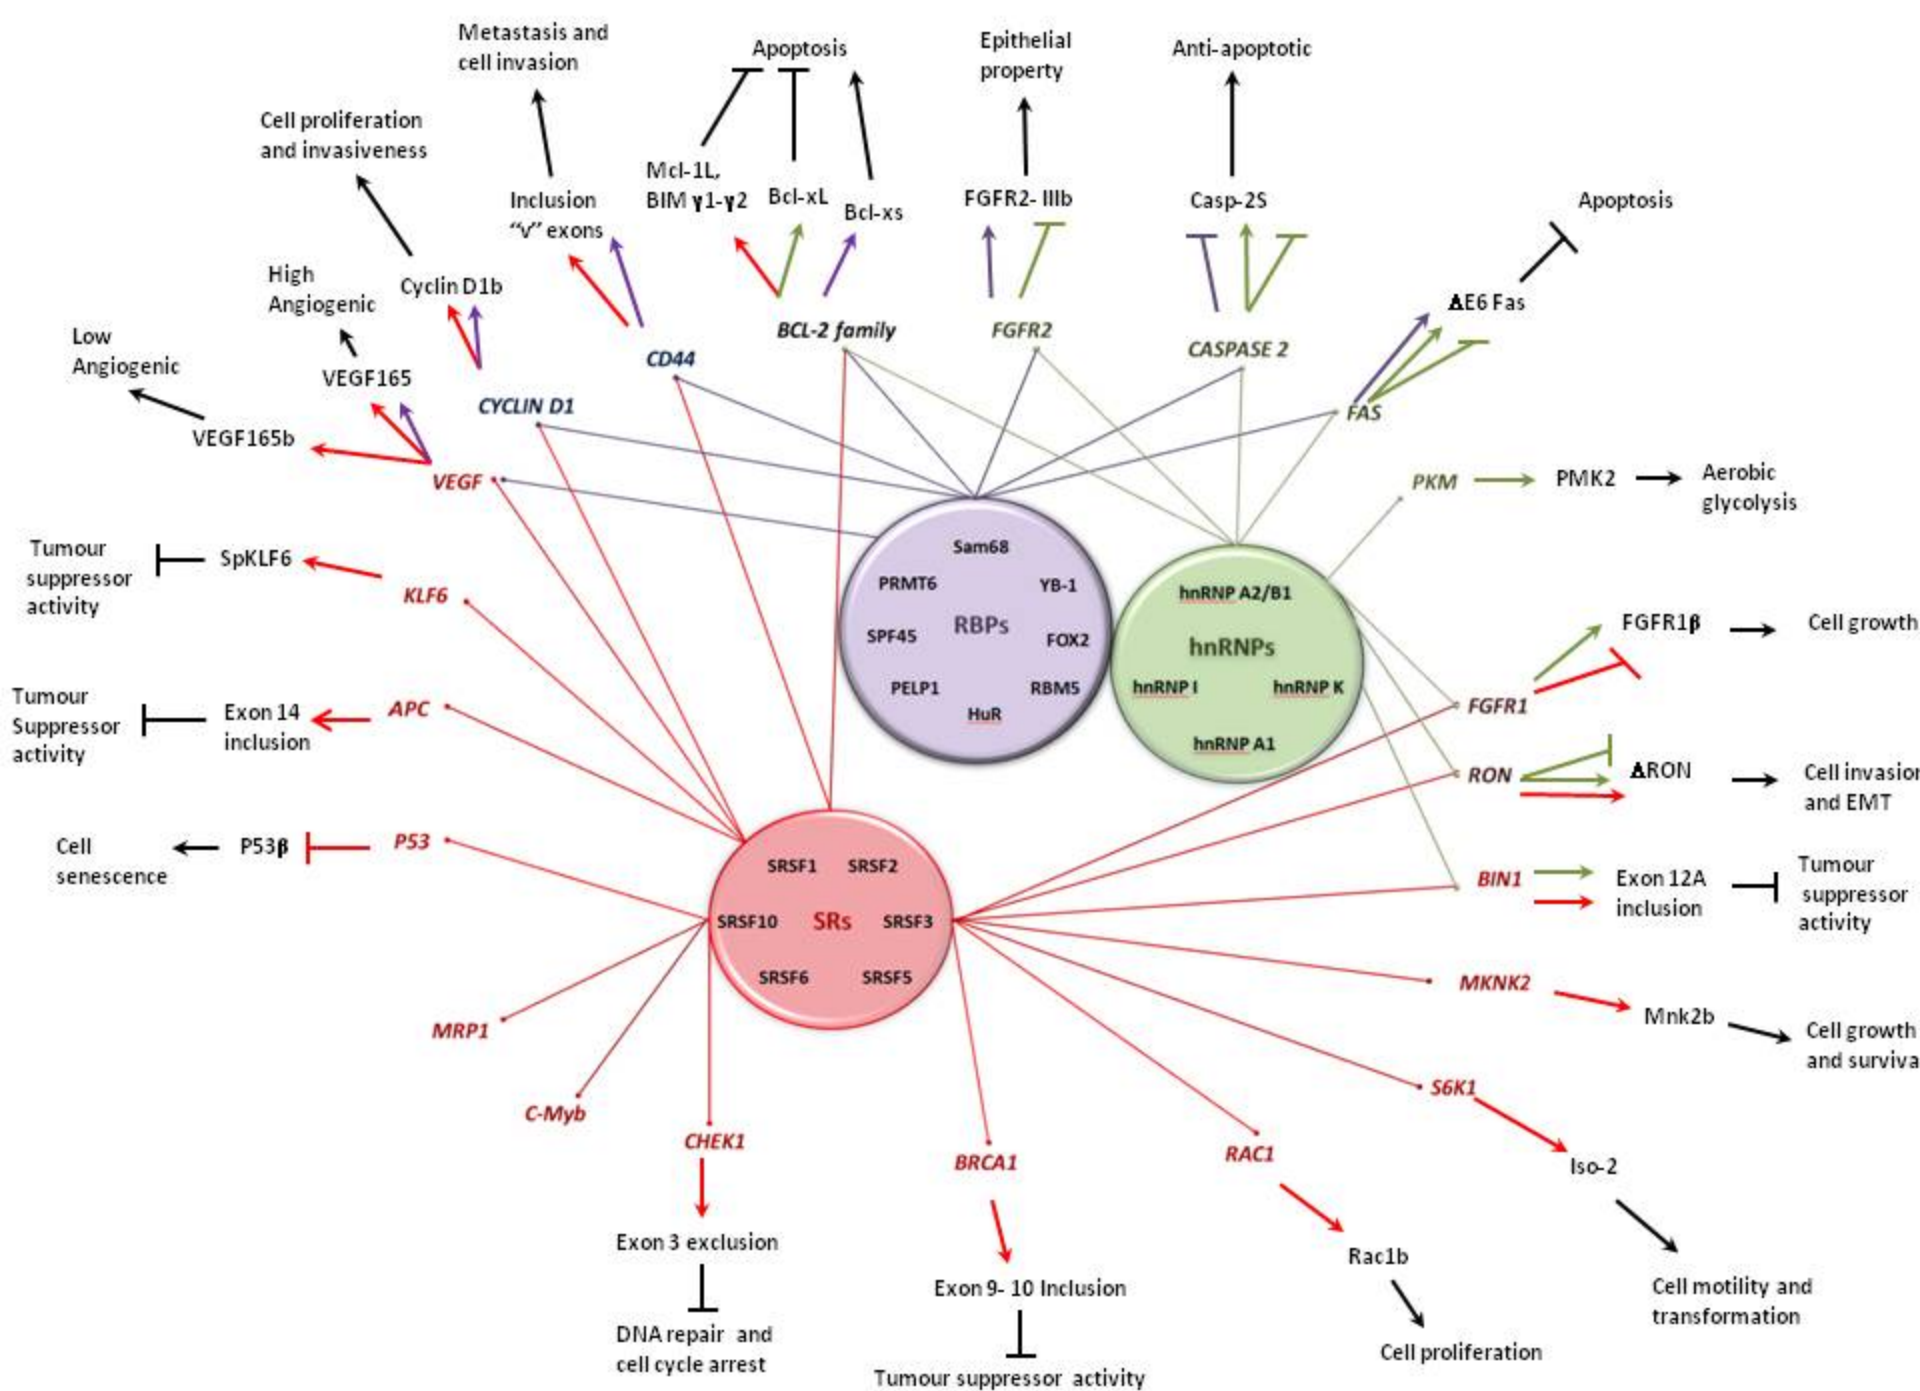 Metastasis and
cell invasion
Apoptosis
Epithelial
property
Anti-apoptotic
Cell proliferation
and invasiveness
Mcl-1L,
BIM γ1-γ2
Bcl-xL
Bcl-xs
Inclusion
“v” exons
FGFR2- IIIb
Casp-2S
Apoptosis
High
Angiogenic
Cyclin D1b
ΔE6 Fas
Low
Angiogenic
BCL-2 family
FGFR2
CASPASE 2
CD44
VEGF165
CYCLIN D1
FAS
VEGF165b
VEGF
PKM
PMK2
Aerobic
glycolysis
Tumour
suppressor
activity
SpKLF6
KLF6
Sam68
PRMT6
YB-1
RBPs
SPF45
FOX2
PELP1
RBM5
HuR
hnRNP A2/B1
hnRNPs
hnRNP I
hnRNP K
hnRNP A1
FGFR1β
Cell growth
FGFR1
Tumour
Suppressor
activity
Exon 14
inclusion
APC
RON
ΔRON
Cell invasion
and EMT
Cell
senescence
P53β
P53
SRSF1
SRSF2
SRSF10
SRs
SRSF3
SRSF6
SRSF5
BIN1
Exon 12A
inclusion
Tumour
suppressor
activity
MKNK2
Mnk2b
Cell growth
and surviva
MRP1
C-Myb
CHEK1
BRCA1
RAC1
S6K1
Iso-2
Exon 3 exclusion
Exon 9- 10 Inclusion
Rac1b
Cell motility and
transformation
DNA repair and
cell cycle arrest
Tumour suppressor activity
Cell proliferation